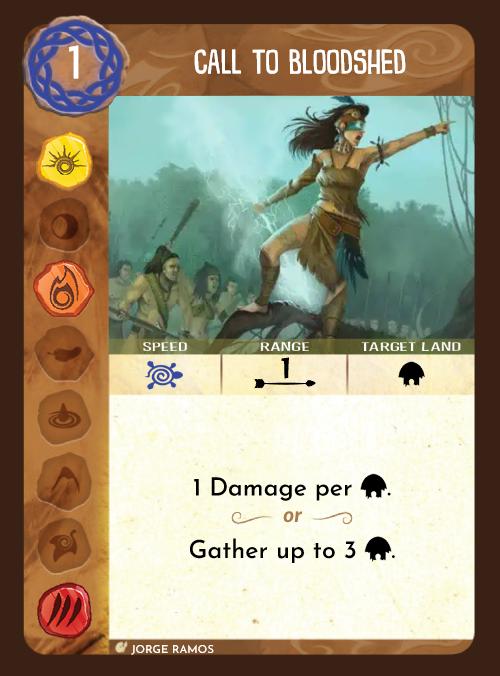 1
CALL TO BLOODSHED
SPEED RANGE TARGET LAND
1
1 Damage per .
or
Gather up to 3 .
JORGE RAMOS